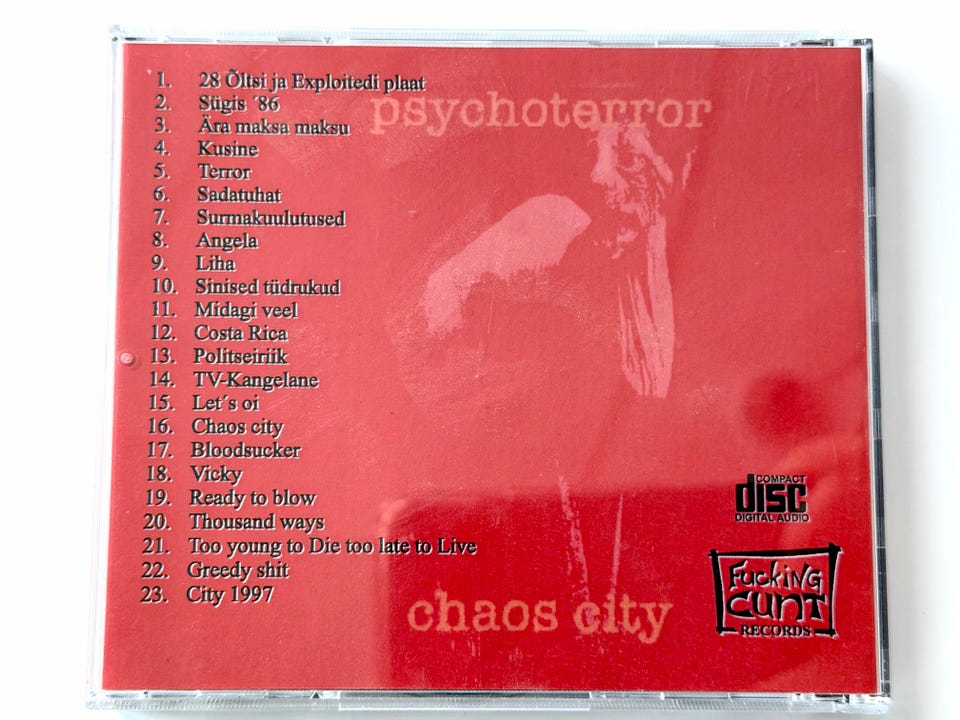 1. 28 Õltsi ja Exploitedi plaat
2. Sügis ´86
3. Ära maksa maksu
4. Kusine
5. Terror
6. Sadatuhat
7. Surmakuulutused
8. Angela
9. Liha
10. Sinised tüdrukud
11. Midagi veel
12. Costa Rica
13. Politseiriik
14. TV-Kangelane
15. Let´s oi
16. Chaos city
17. Bloodsucker
18. Vicky
19. Ready to blow
20. Thousand ways
21. Too young to Die too late to Live
22. Greedy shit
23. City 1997
psychoterror
COMPACT
disc
DIGITAL AUDIO
FUCKING
CUNT
RECORDS
chaos city